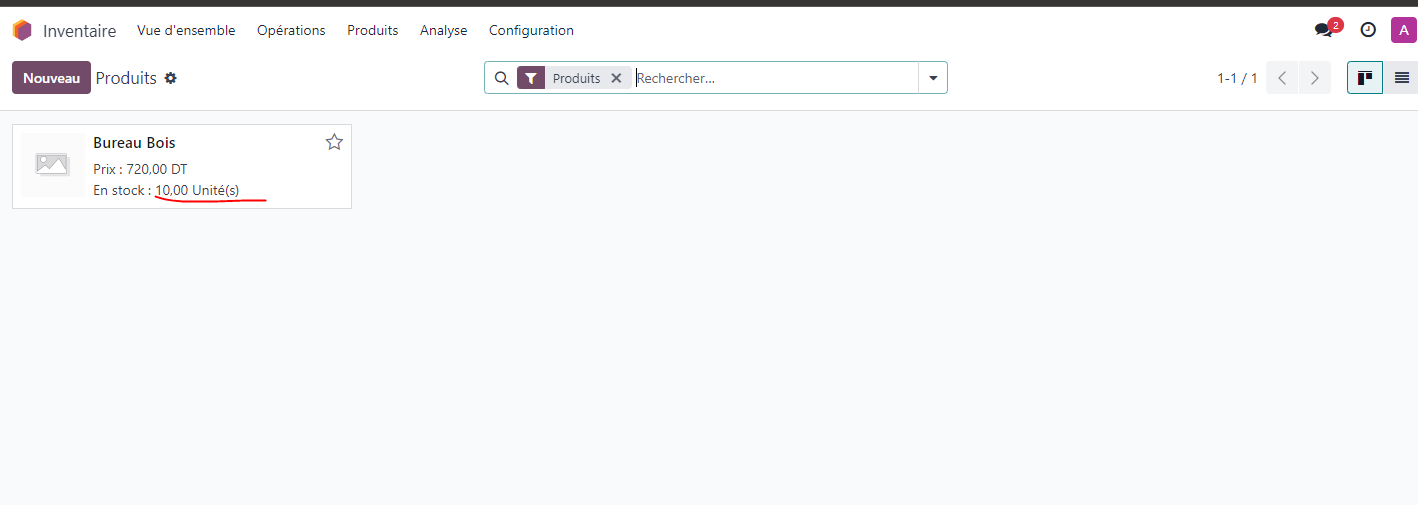 Inventaire Vue d'ensemble Opérations Produits Analyse Configuration 2 A
Nouveau Produits Produits Rechercher... 1-1 / 1
Bureau Bois
Prix : 720,00 DT
En stock : 10,00 Unité(s)